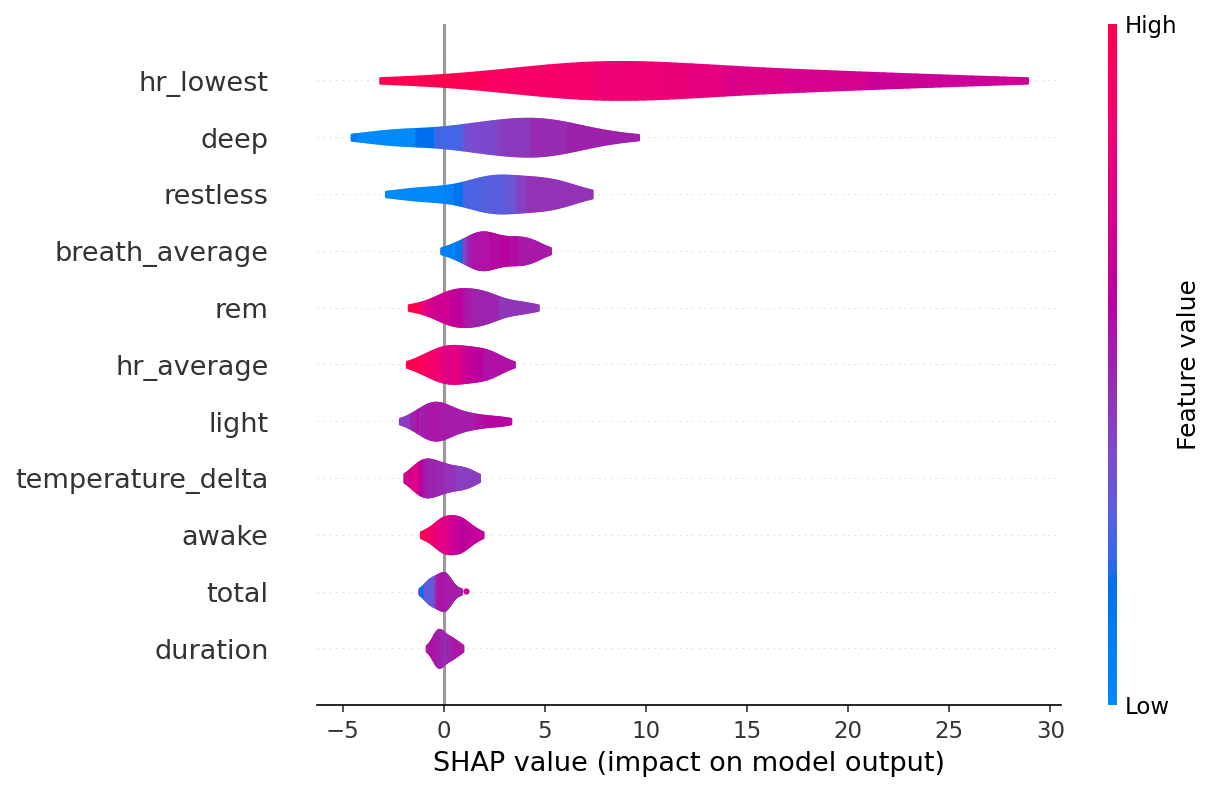 High
hr_lowest
deep
restless
breath_average
rem
hr_average
light
temperature_delta
awake
total
duration
Feature value
Low
−5 0 5 10 15 20 25 30
SHAP value (impact on model output)